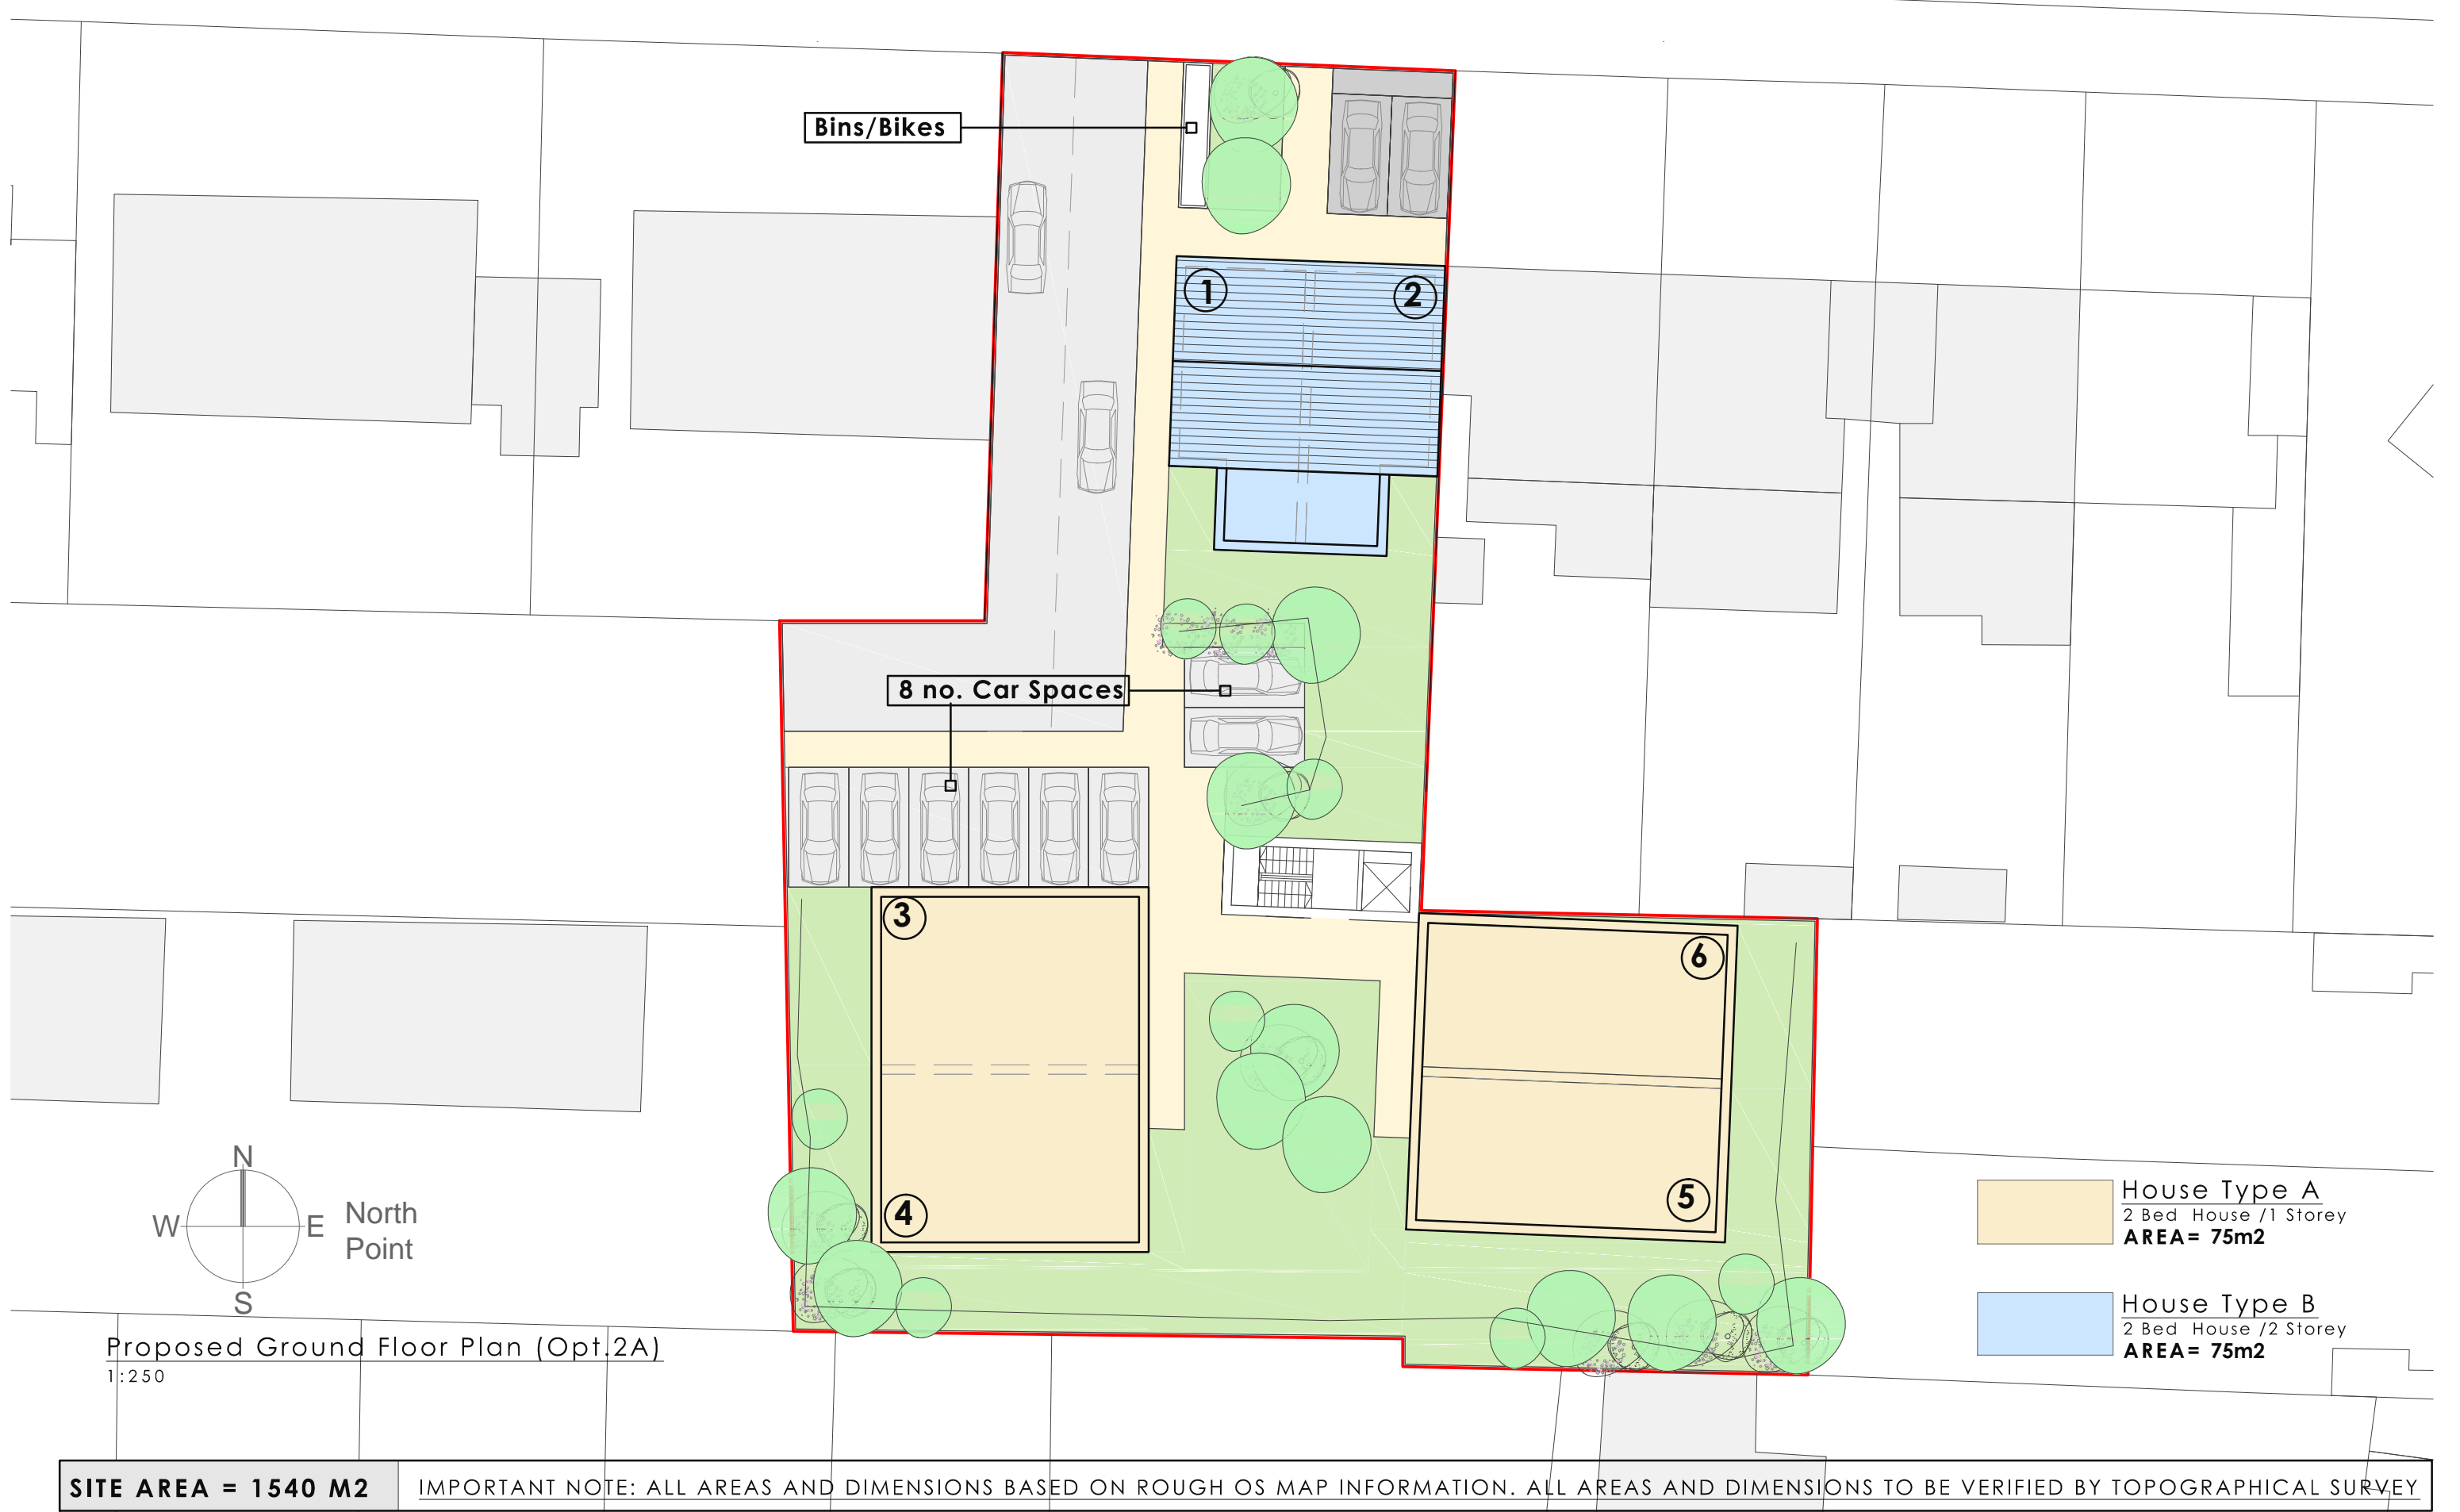 Bins/Bikes
1
2
8 no. Car Spaces
3
6
4
5
N
W
E
S
North
Point
House Type A
2 Bed House /1 Storey
AREA= 75m2
House Type B
2 Bed House /2 Storey
AREA= 75m2
Proposed Ground Floor Plan (Opt.2A)
1:250
SITE AREA = 1540 M2
IMPORTANT NOTE: ALL AREAS AND DIMENSIONS BASED ON ROUGH OS MAP INFORMATION. ALL AREAS AND DIMENSIONS TO BE VERIFIED BY TOPOGRAPHICAL SURVEY